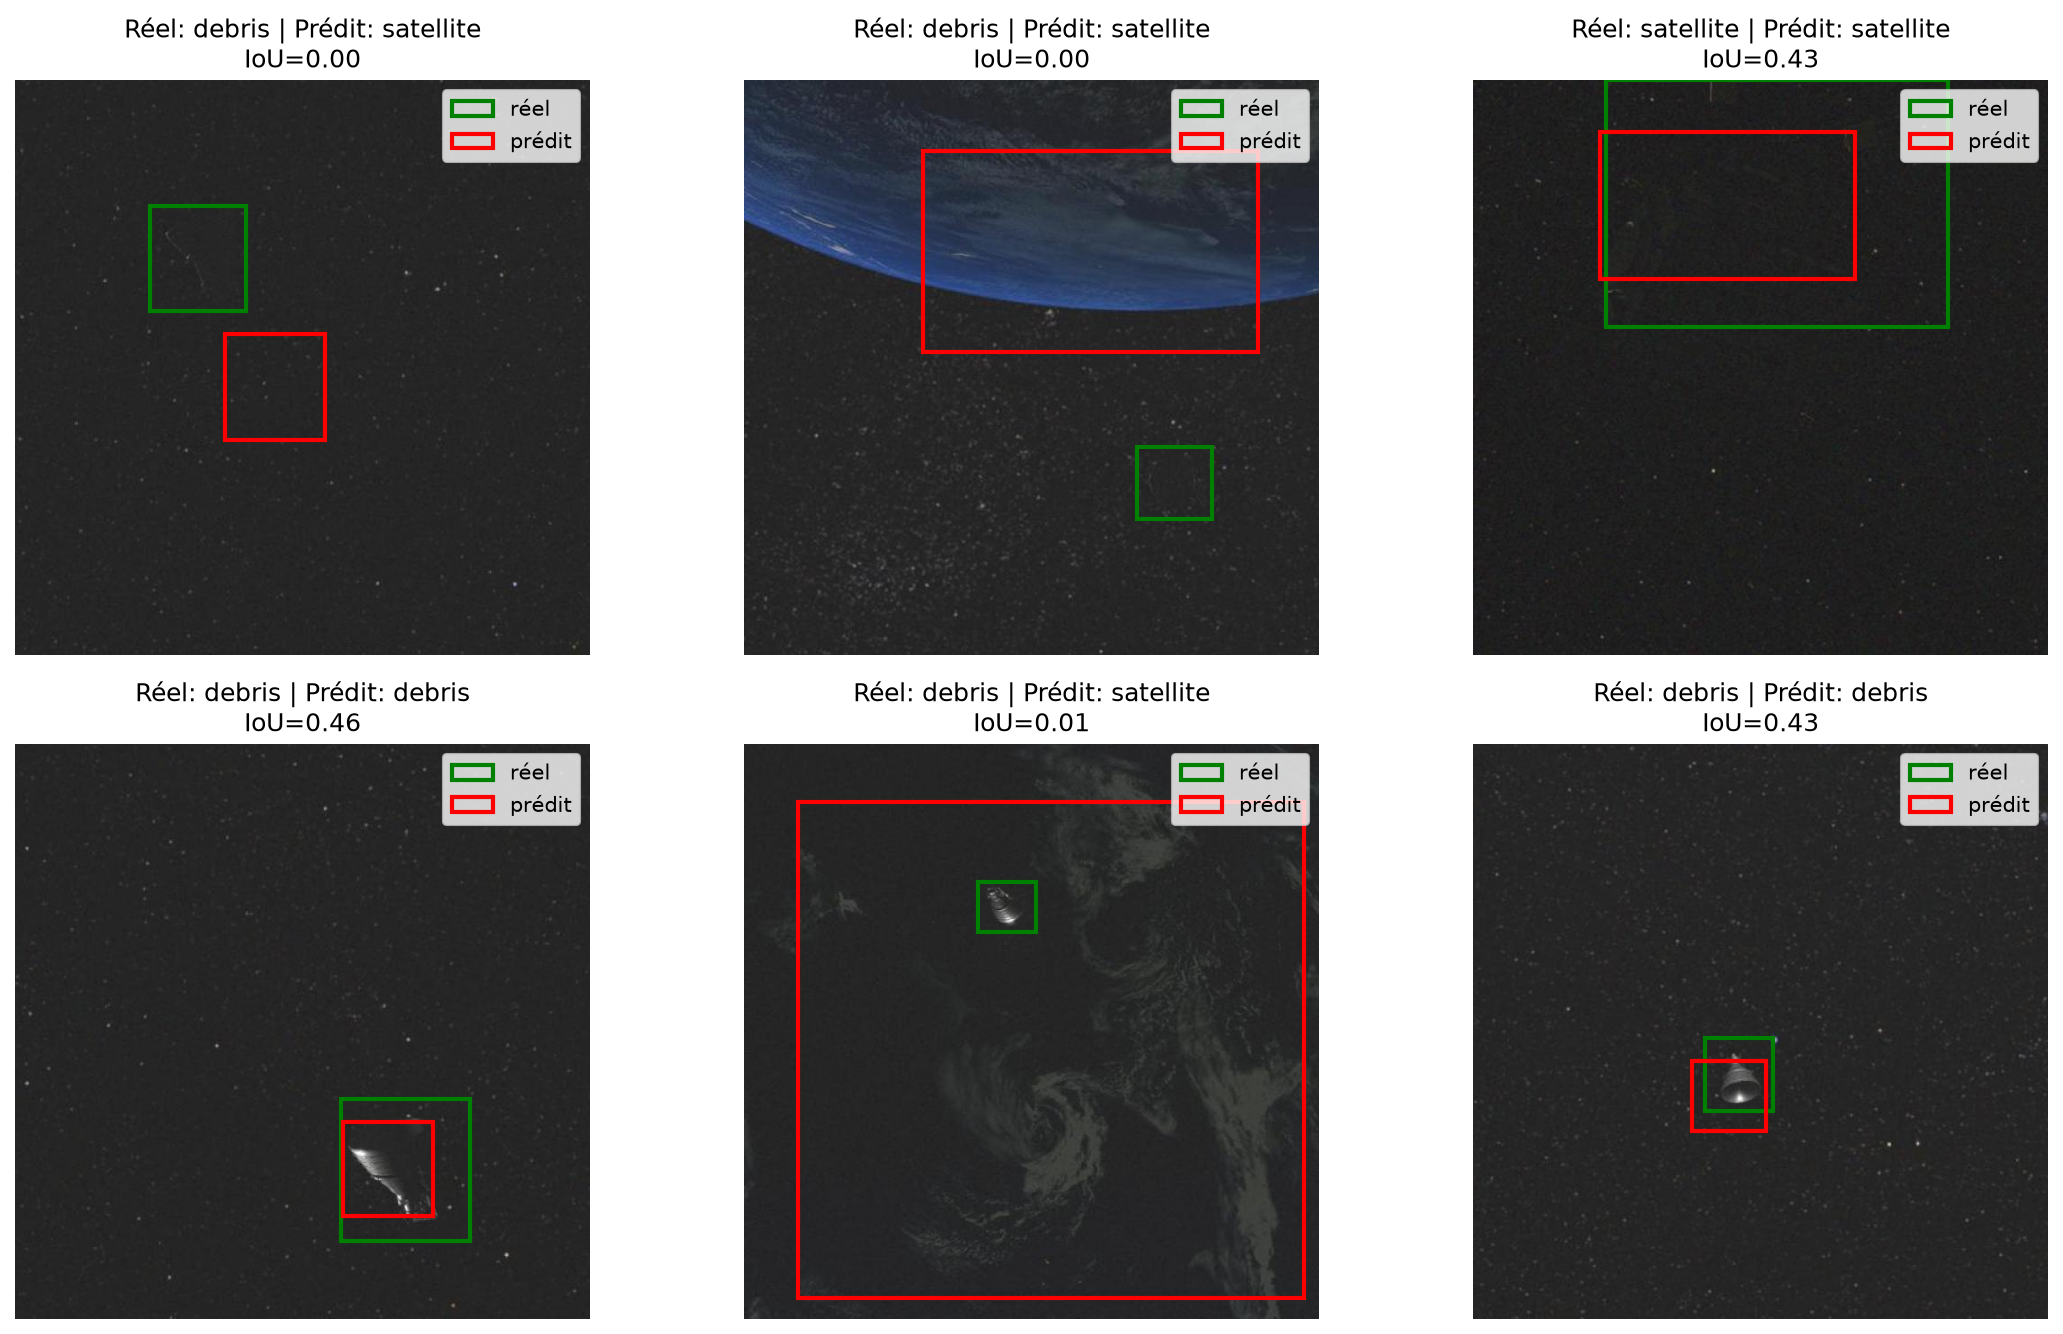 Réel: debris | Prédit: satellite
IoU=0.00
réel
prédit
Réel: debris | Prédit: satellite
IoU=0.00
réel
prédit
Réel: satellite | Prédit: satellite
IoU=0.43
réel
prédit
Réel: debris | Prédit: debris
IoU=0.46
réel
prédit
Réel: debris | Prédit: satellite
IoU=0.01
réel
prédit
Réel: debris | Prédit: debris
IoU=0.43
réel
prédit